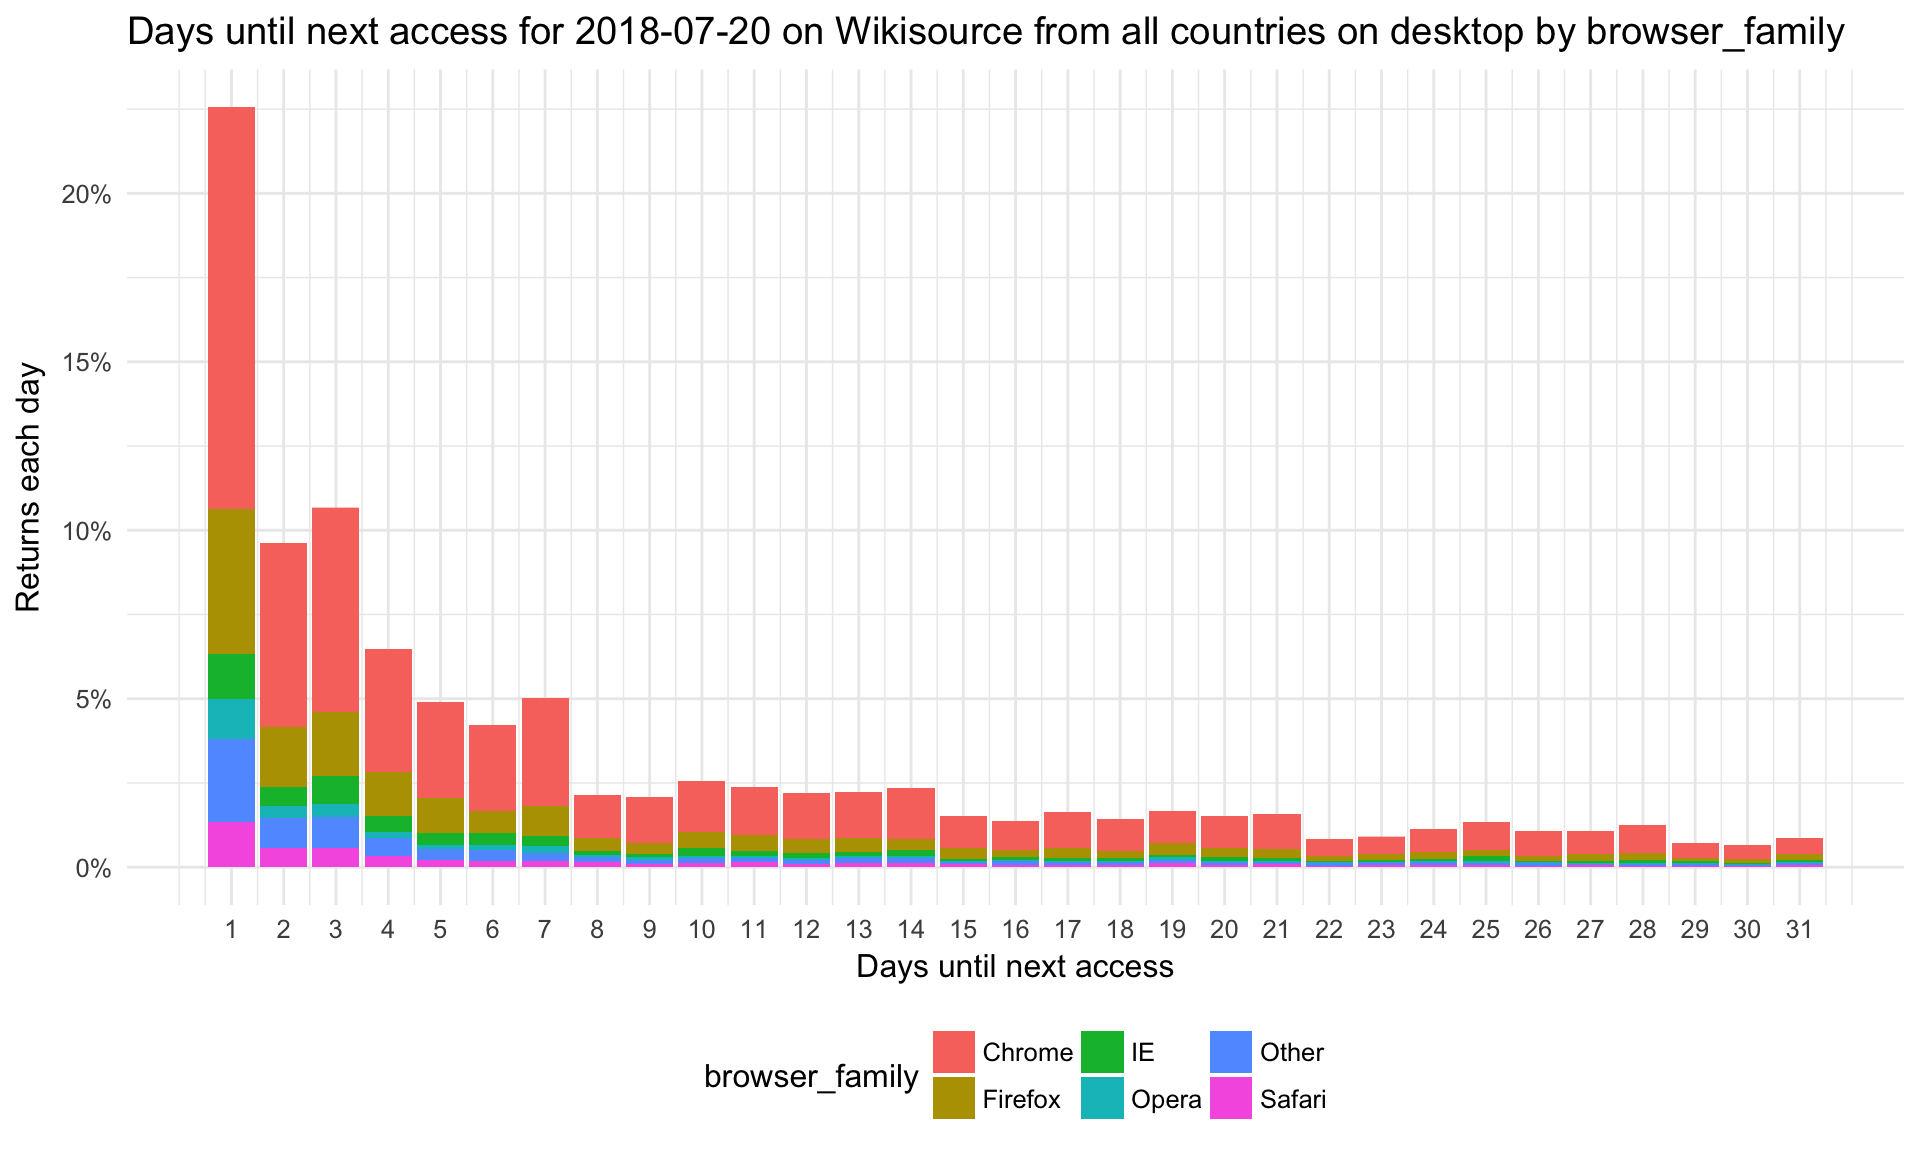 Days until next access for 2018-07-20 on Wikisource from all countries on desktop by browser_family
Returns each day
20%
15%
10%
5%
0%
1 2 3 4 5 6 7 8 9 10 11 12 13 14 15 16 17 18 19 20 21 22 23 24 25 26 27 28 29 30 31
Days until next access
browser_family
Chrome IE Other
Firefox Opera Safari